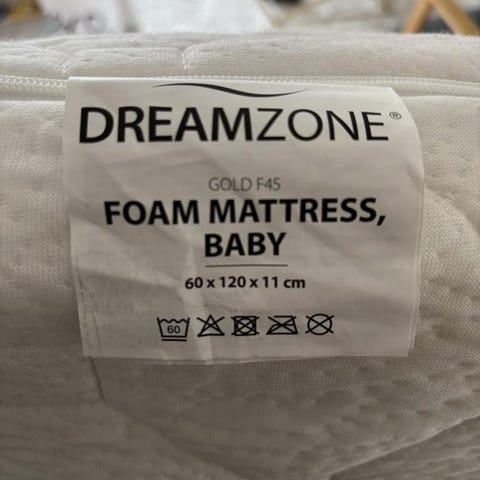 DREAMZONE®
GOLD F45
FOAM MATTRESS,
BABY
60 x 120 x 11 cm
60